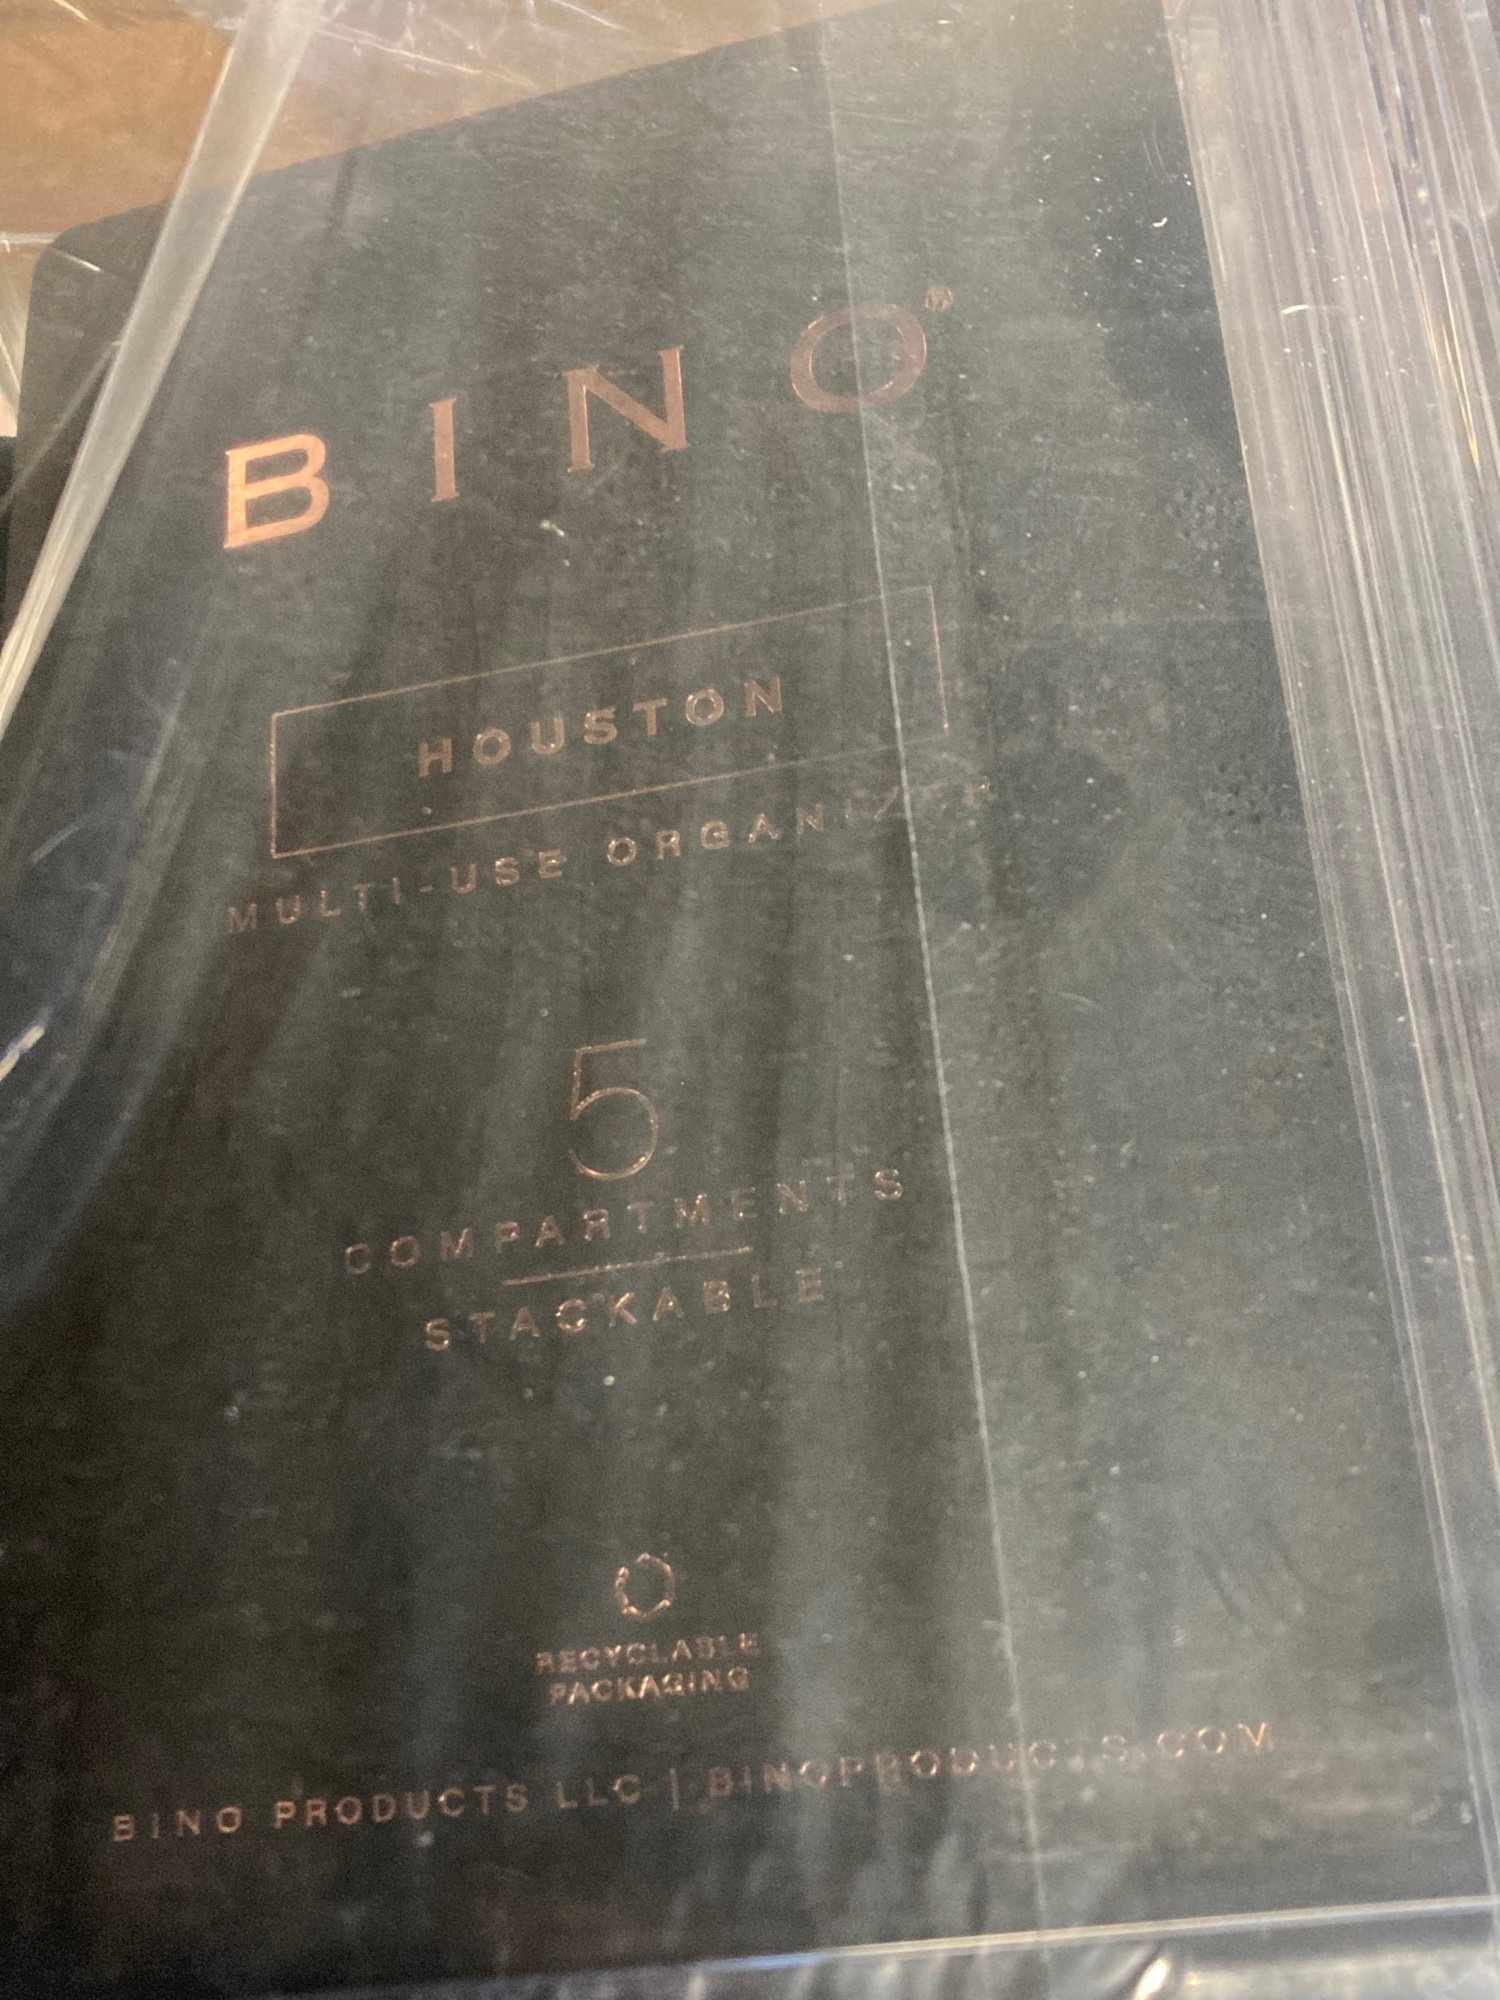 BINO®
HOUSTON
MULTI-USE ORGANIZER
5
COMPARTMENTS
STACKABLE
RECYCLABLE
PACKAGING
BINO PRODUCTS LLC | BINOPRODUCTS.COM